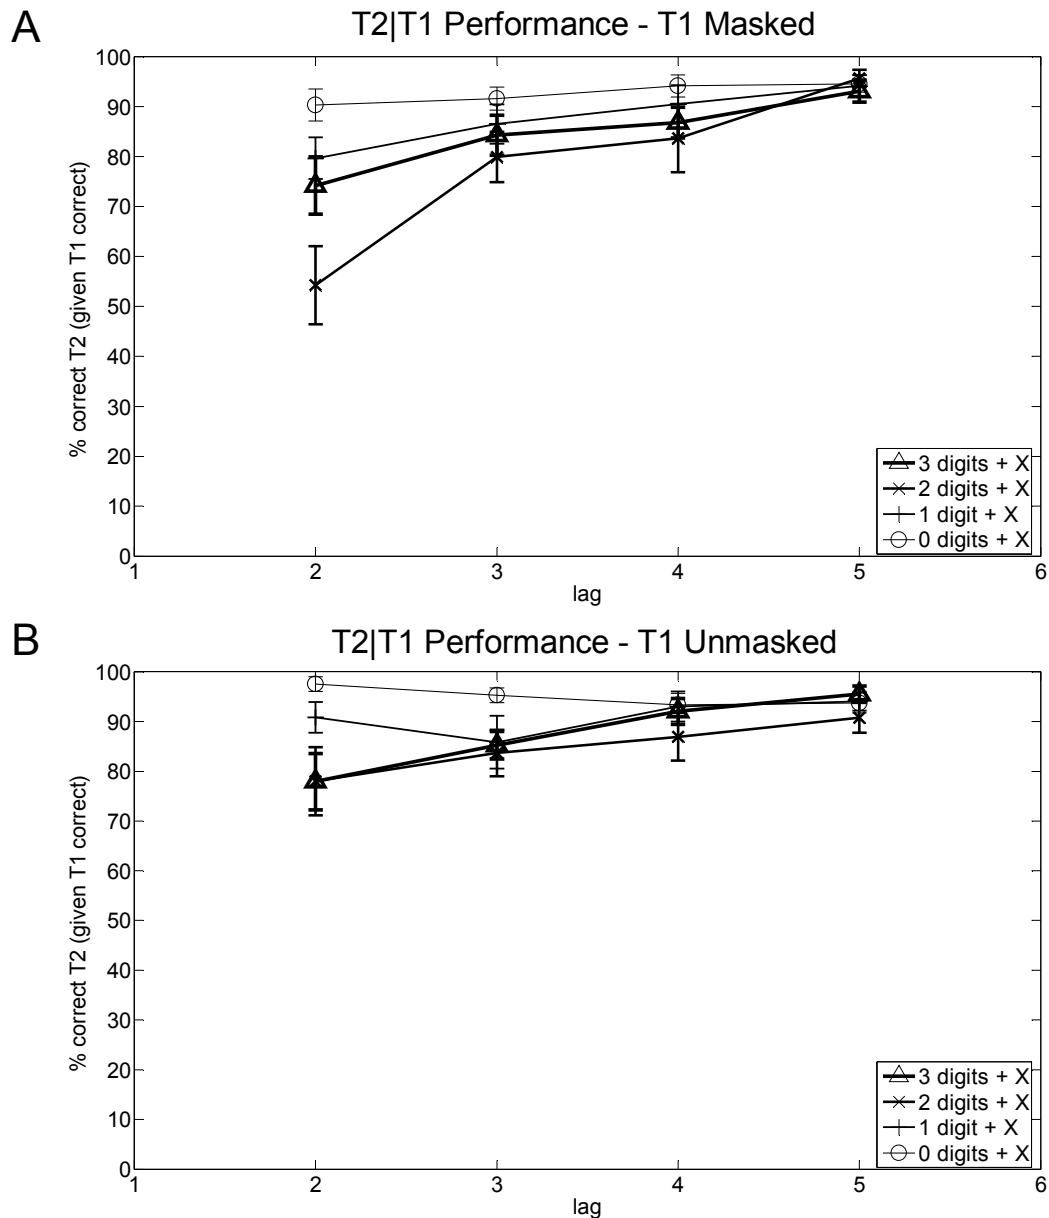 A
T2|T1 Performance - T1 Masked
100
90
80
70
60
50
40
30
20
10
0
% correct T2 (given T1 correct)
3 digits + X
2 digits + X
1 digit + X
0 digits + X
1 2 3 4 5 6
lag
B
T2|T1 Performance - T1 Unmasked
100
90
80
70
60
50
40
30
20
10
0
% correct T2 (given T1 correct)
3 digits + X
2 digits + X
1 digit + X
0 digits + X
1 2 3 4 5 6
lag